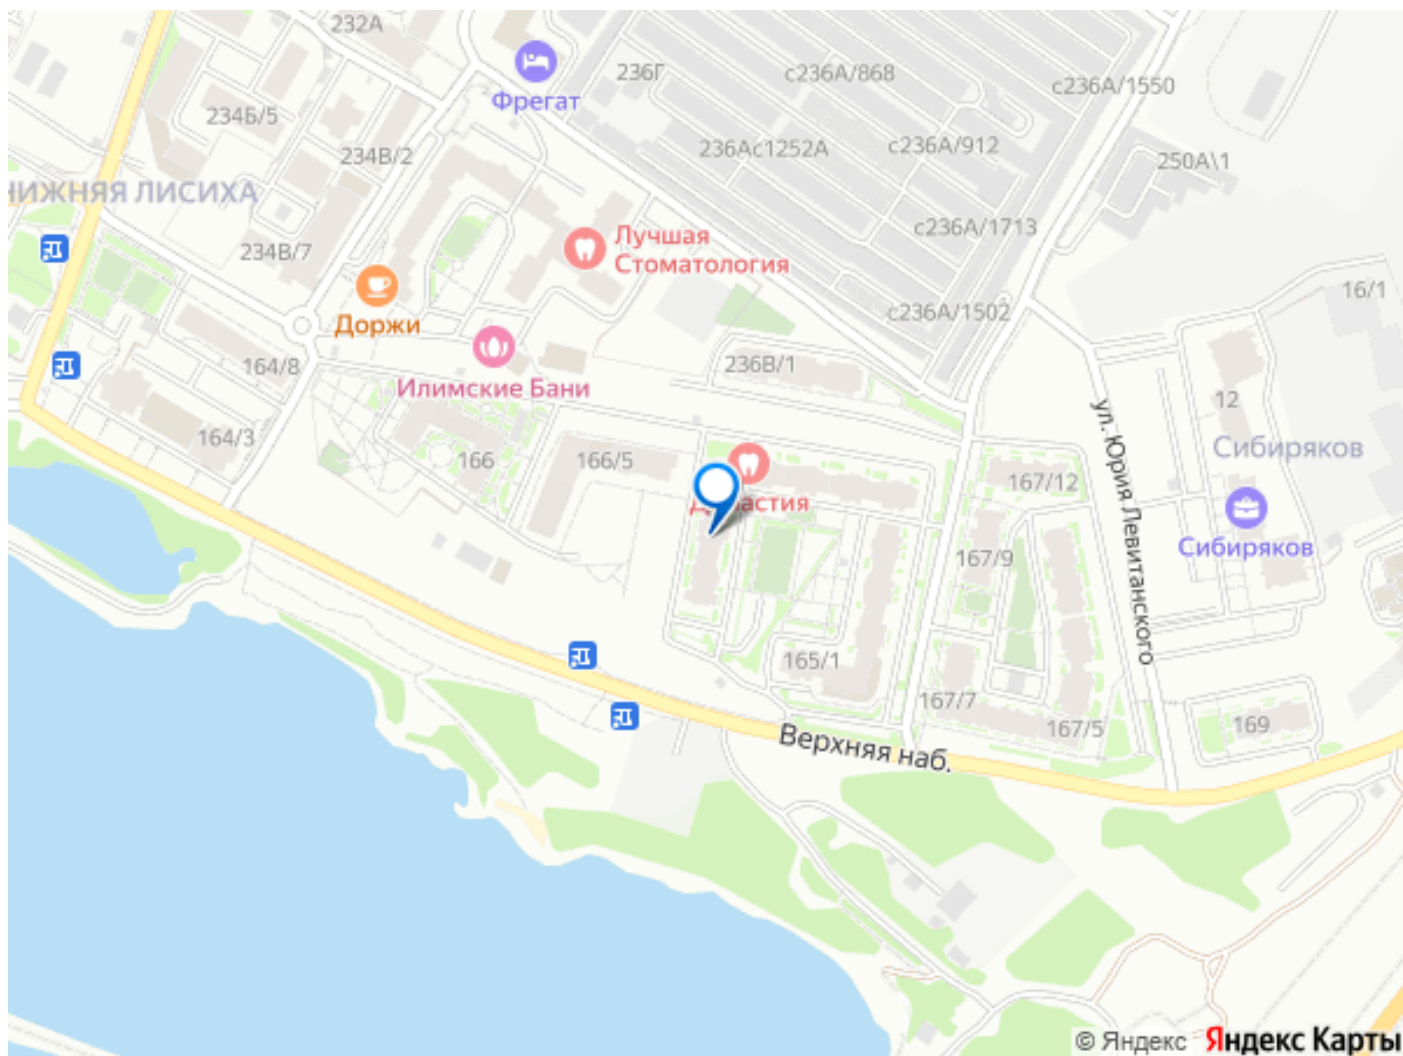 232А
Фрегат
236Г
с236А/868
с236А/1550
234Б/5
234В/2
236Ас1252А
с236А/912
250А\1
НИЖНЯЯ ЛИСИХА
234В/7
Лучшая
Стоматология
с236А/1713
16/1
Доржи
с236А/1502
164/8
Илимские Бани
236В/1
12
ул. Юрия Левитанского
164/3
166
166/5
Сибиряков
167/12
Династия
Сибиряков
167/9
165/1
167/7
167/5
169
Верхняя наб.
© Яндекс Яндекс Карты